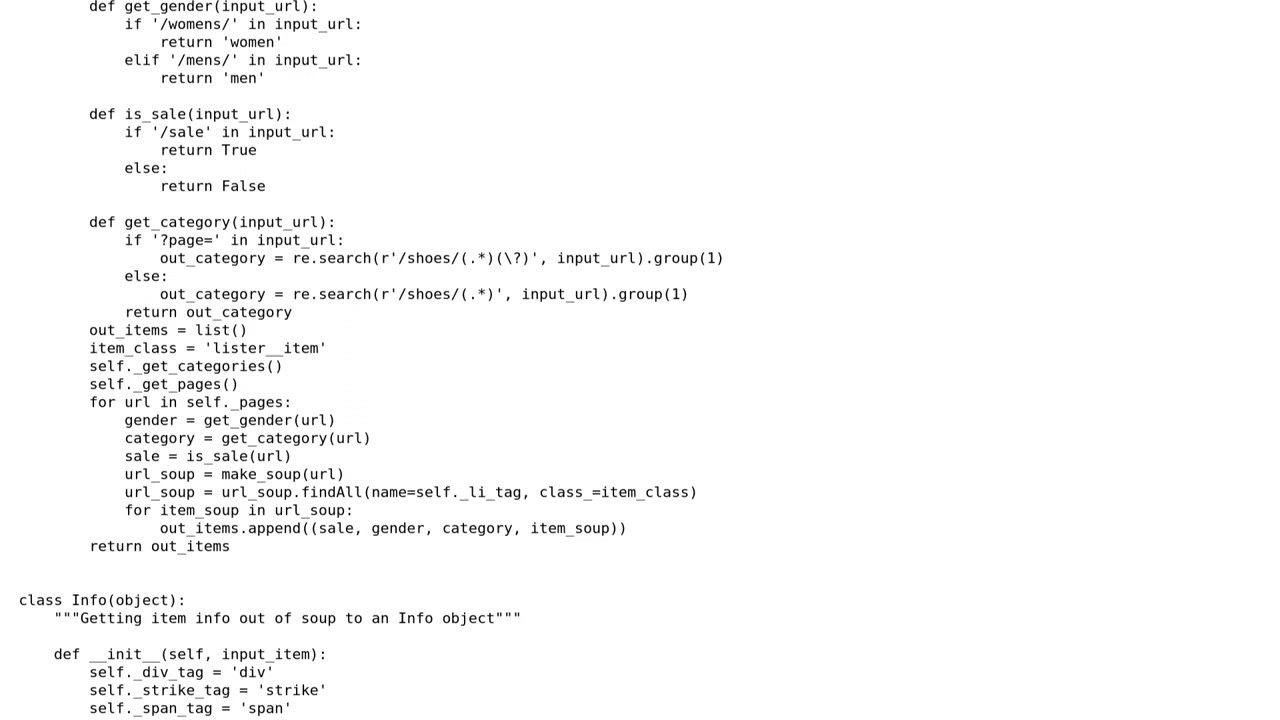 def get_gender(input_url):
if '/womens/' in input_url:
return 'women'
elif '/mens/' in input_url:
return 'men'
def is_sale(input_url):
if '/sale' in input_url:
return True
else:
return False
def get_category(input_url):
if '?page=' in input_url:
out_category = re.search(r'/shoes/(.*)(\?)', input_url).group(1)
else:
out_category = re.search(r'/shoes/(.*)', input_url).group(1)
return out_category
out_items = list()
item_class = 'lister__item'
self._get_categories()
self._get_pages()
for url in self._pages:
gender = get_gender(url)
category = get_category(url)
sale = is_sale(url)
url_soup = make_soup(url)
url_soup = url_soup.findAll(name=self._li_tag, class_=item_class)
for item_soup in url_soup:
out_items.append((sale, gender, category, item_soup))
return out_items
class Info(object):
"""Getting item info out of soup to an Info object"""
def __init__(self, input_item):
self._div_tag = 'div'
self._strike_tag = 'strike'
self._span_tag = 'span'